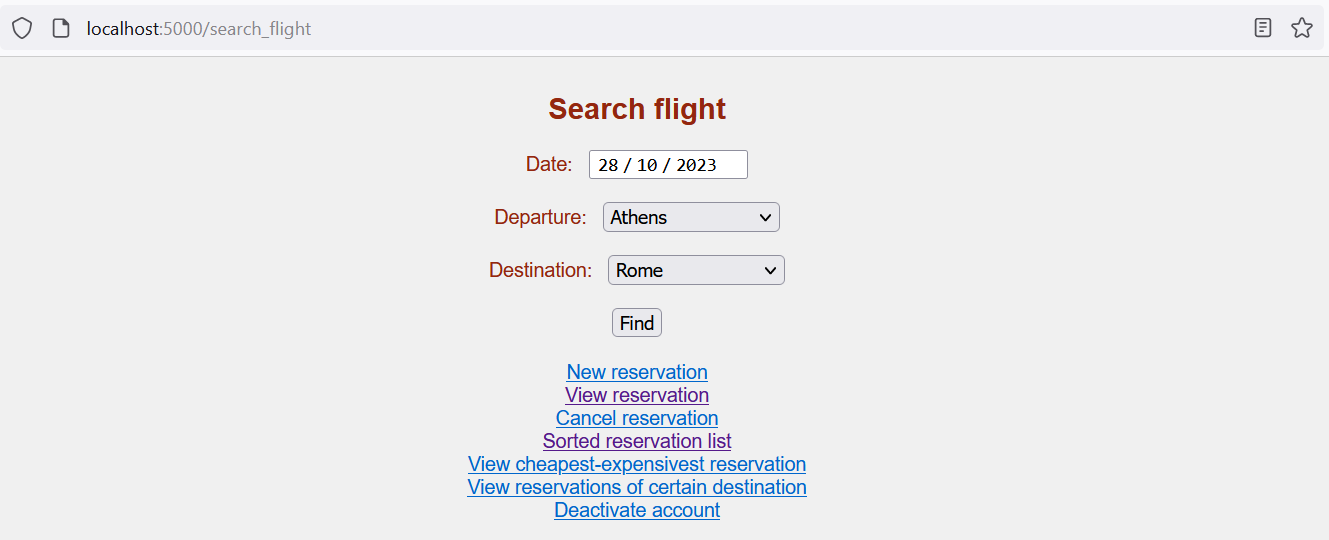 localhost:5000/search_flight
Search flight
Date: 28 / 10 / 2023
Departure: Athens
Destination: Rome
Find
New reservation
View reservation
Cancel reservation
Sorted reservation list
View cheapest-expensivest reservation
View reservations of certain destination
Deactivate account